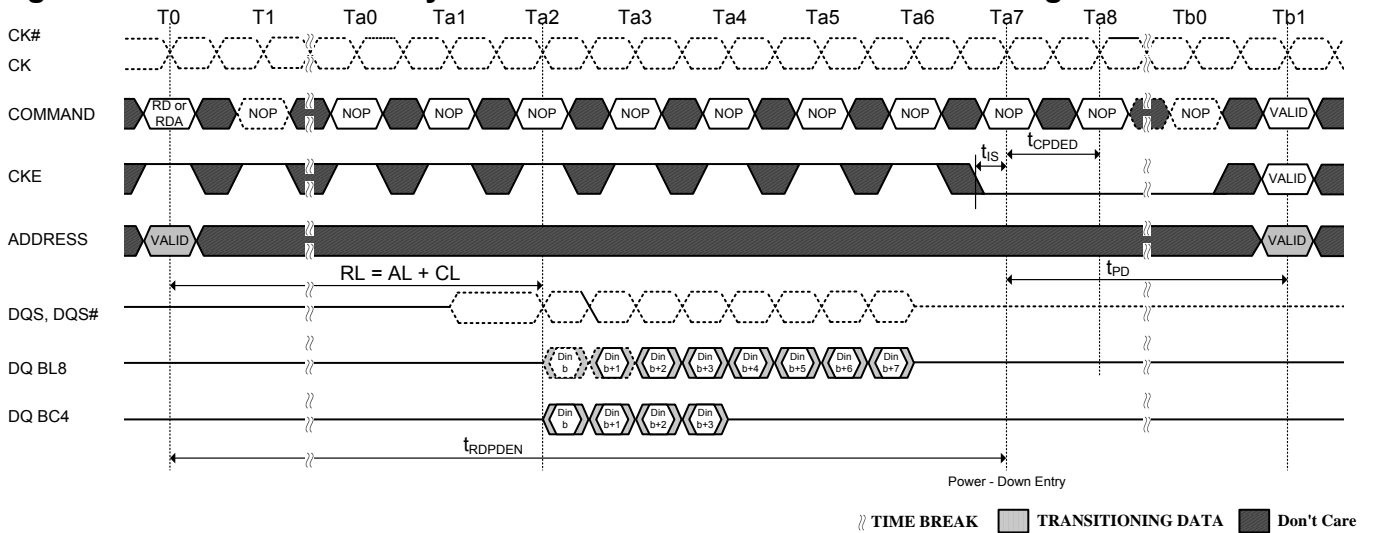 T0 T1 Ta0 Ta1 Ta2 Ta3 Ta4 Ta5 Ta6 Ta7 Ta8 Tb0 Tb1
CK#
CK
COMMAND
RD or
RDA
NOP NOP NOP NOP NOP NOP NOP NOP NOP NOP NOP VALID
tIS
tCPDED
CKE
VALID
ADDRESS
VALID VALID
RL = AL + CL
tPD
DQS, DQS#
DQ BL8
Din
b
Din
b+1
Din
b+2
Din
b+3
Din
b+4
Din
b+5
Din
b+6
Din
b+7
DQ BC4
Din
b
Din
b+1
Din
b+2
Din
b+3
tRDPDEN
Power - Down Entry
TIME BREAK TRANSITIONING DATA Don't Care